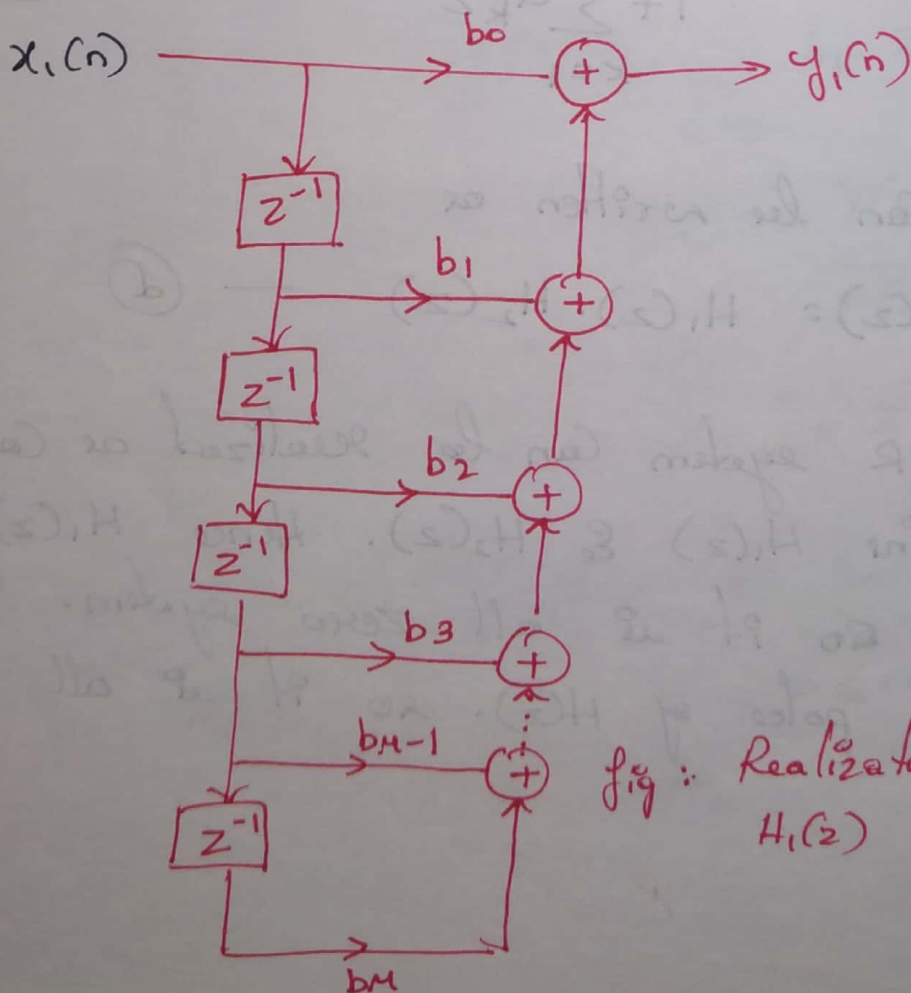 b0
x₁(n) + y₁(n)
z⁻¹
b1
+
z⁻¹
b2
+
z⁻¹
b3
+
bM-1
+
fig: Realizat
z⁻¹
H₁(z)
bM